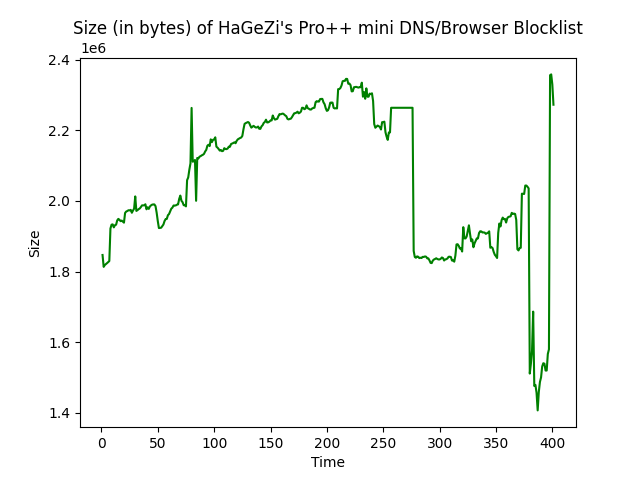 Size (in bytes) of HaGeZi's Pro++ mini DNS/Browser Blocklist
1e6
2.4
2.2
2.0
1.8
1.6
1.4
Size
0 50 100 150 200 250 300 350 400
Time